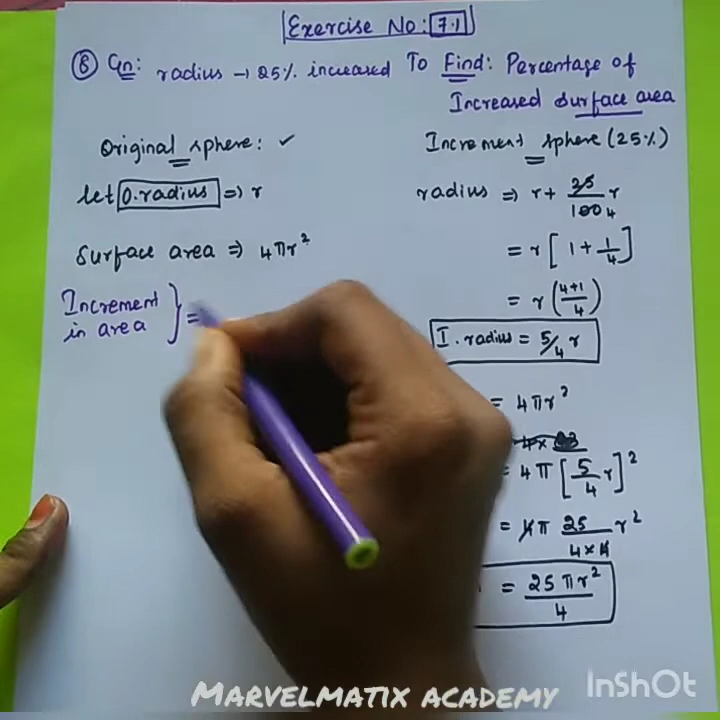 Exercise No: 7.1
⑧ Gn: radius → 25% increased To Find: Percentage of
Increased surface area
Original sphere: ✓
let O.radius => r
Surface area => 4πr²
Increment
in area } =
Increment sphere (25%)
radius => r + 25/100 4 r
= r [1 + 1/4]
= r (4+1/4)
I. radius = 5/4 r
= 4πr²
= 4π [5/4 r]²
= 4π 25/4×4 r²
= 25πr²/4
MARVELMATIX ACADEMY
InShOt